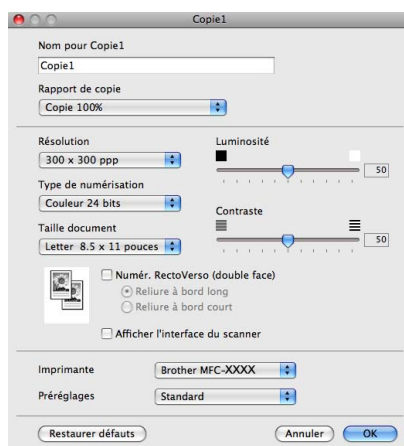 Copie1
Nom pour Copie1
Copie1
Rapport de copie
Copie 100%
Résolution
300 x 300 ppp
Type de numérisation
Couleur 24 bits
Taille document
Letter 8.5 x 11 pouces
Luminosité
50
Contraste
50
Numér. RectoVerso (double face)
Reliure à bord long
Reliure à bord court
Afficher l'interface du scanner
Imprimante
Brother MFC-XXXX
Préréglages
Standard
Restaurer défauts
Annuler
OK